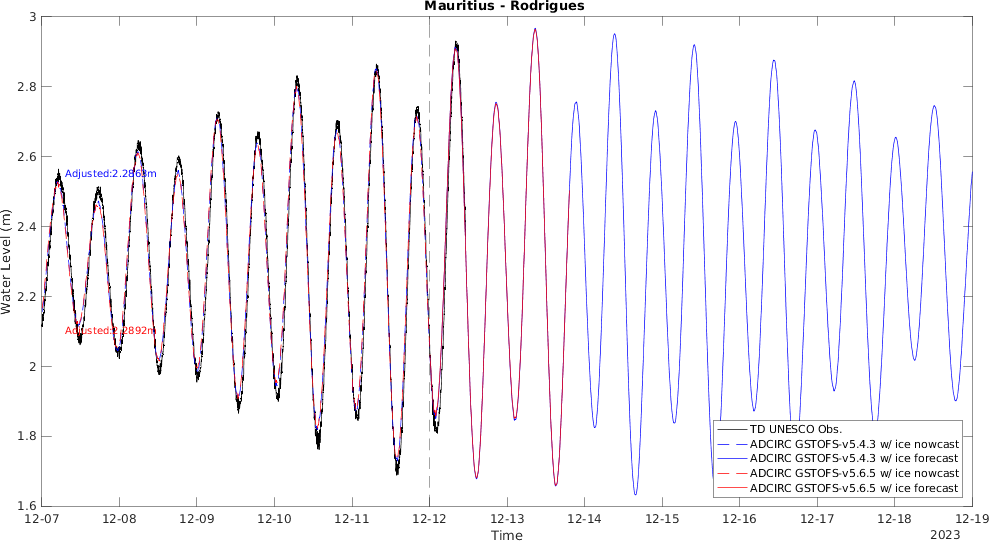 Mauritius - Rodrigues
Water Level (m)
3
2.8
2.6
2.4
2.2
2
1.8
1.6
Adjusted:2.2863m
Adjusted:2.2892m
TD UNESCO Obs.
ADCIRC GSTOFS-v5.4.3 w/ ice nowcast
ADCIRC GSTOFS-v5.4.3 w/ ice forecast
ADCIRC GSTOFS-v5.6.5 w/ ice nowcast
ADCIRC GSTOFS-v5.6.5 w/ ice forecast
12-07 12-08 12-09 12-10 12-11 12-12 12-13 12-14 12-15 12-16 12-17 12-18 12-19
Time
2023